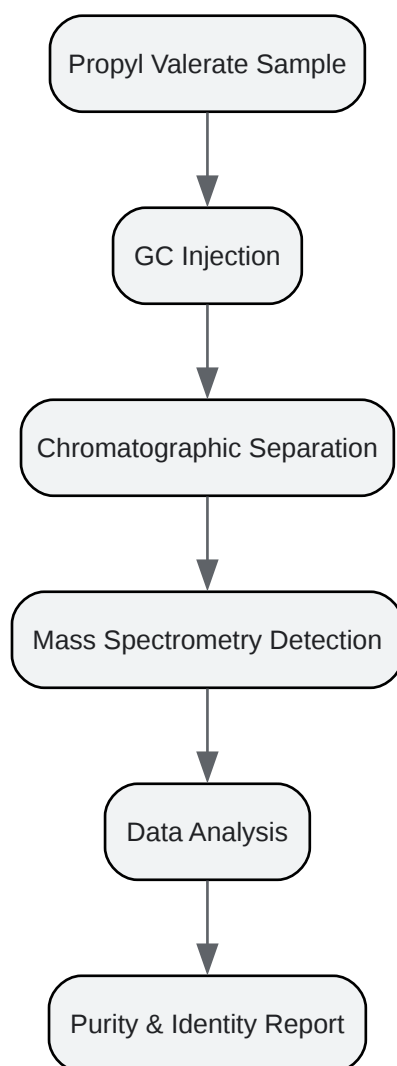 Propyl Valerate Sample
GC Injection
Chromatographic Separation
Mass Spectrometry Detection
Data Analysis
Purity & Identity Report